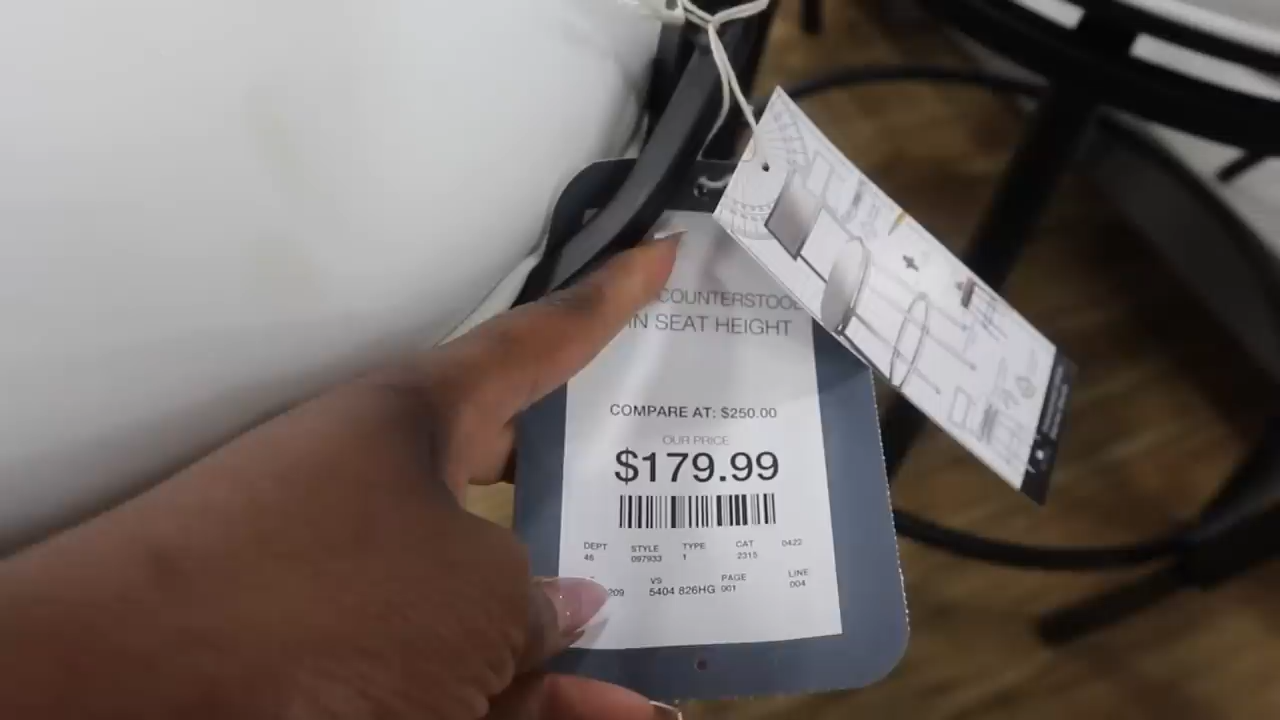 COUNTERSTOOL
IN SEAT HEIGHT
COMPARE AT: $250.00
OUR PRICE
$179.99
DEPT STYLE TYPE CAT 0422
46 097933 1 2315
VS PAGE LINE
209 5404 826HG 001 004